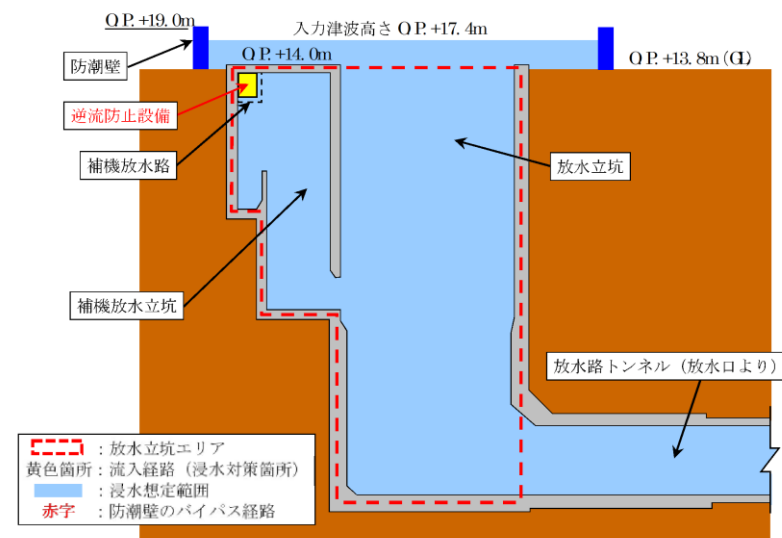 O.P. +19.0m
入力津波高さ O.P. +17.4m
O.P. +14.0m
O.P. +13.8m (GL)
防潮壁
逆流防止設備
補機放水路
放水立坑
補機放水立坑
放水路トンネル（放水口より）
：放水立坑エリア
黄色箇所：流入経路（浸水対策箇所）
：浸水想定範囲
赤字：防潮壁のバイパス経路